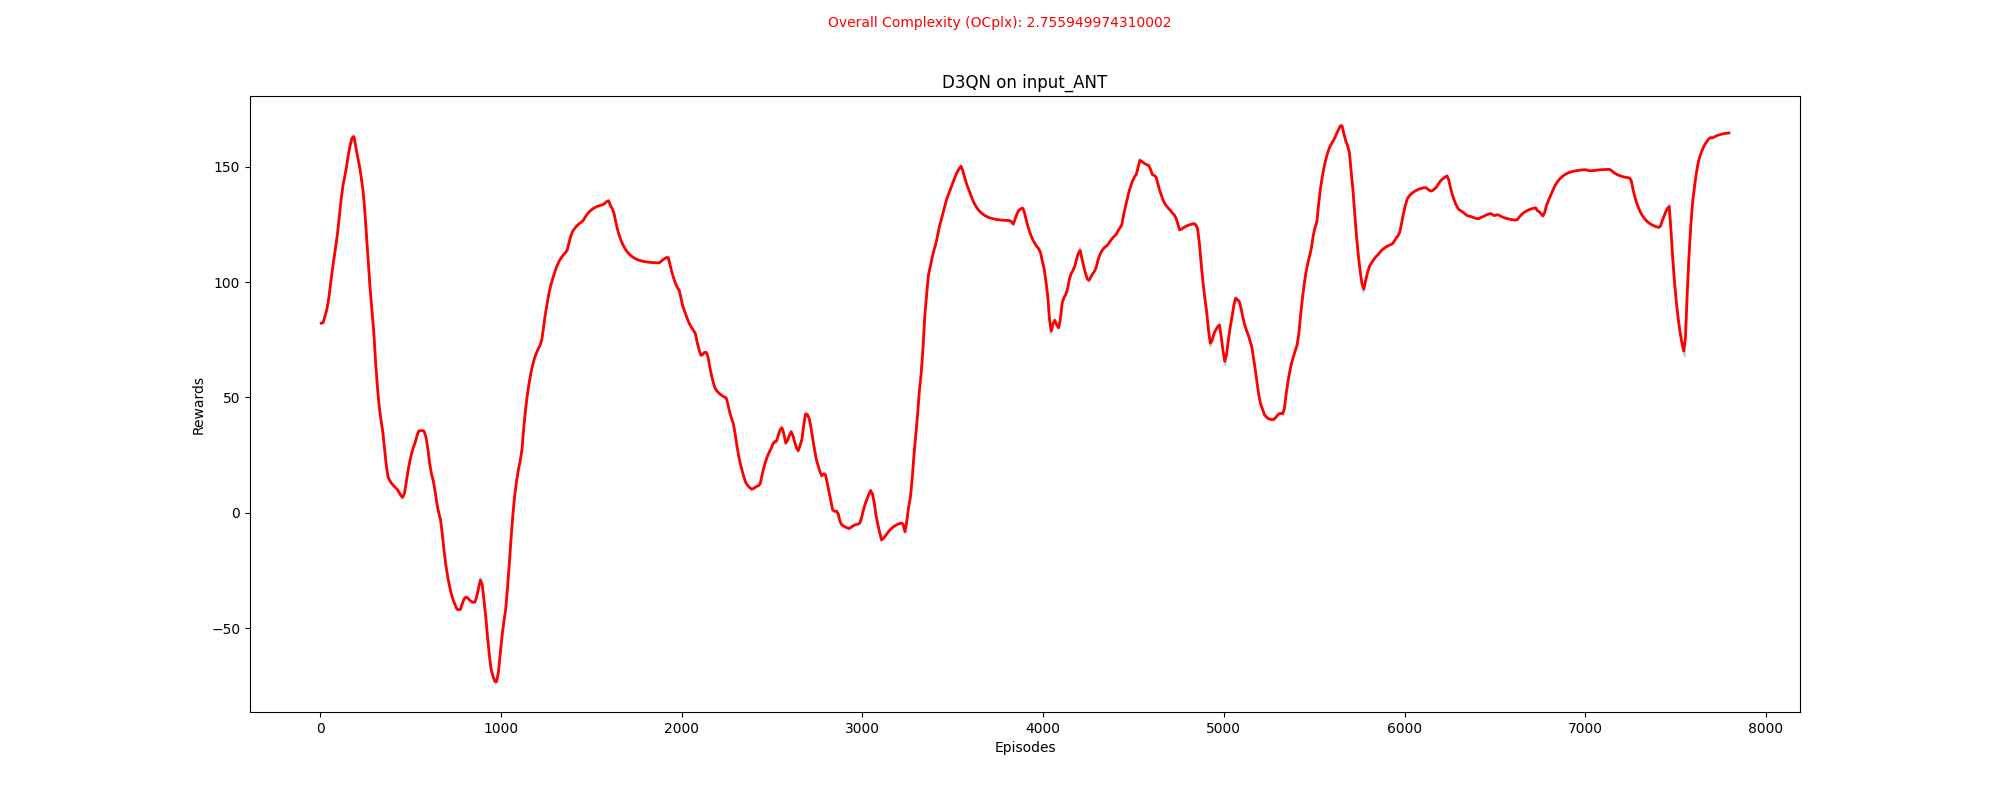 Overall Complexity (OCplx): 2.755949974310002
D3QN on input_ANT
150
100
50
0
−50
Rewards
0 1000 2000 3000 4000 5000 6000 7000 8000
Episodes